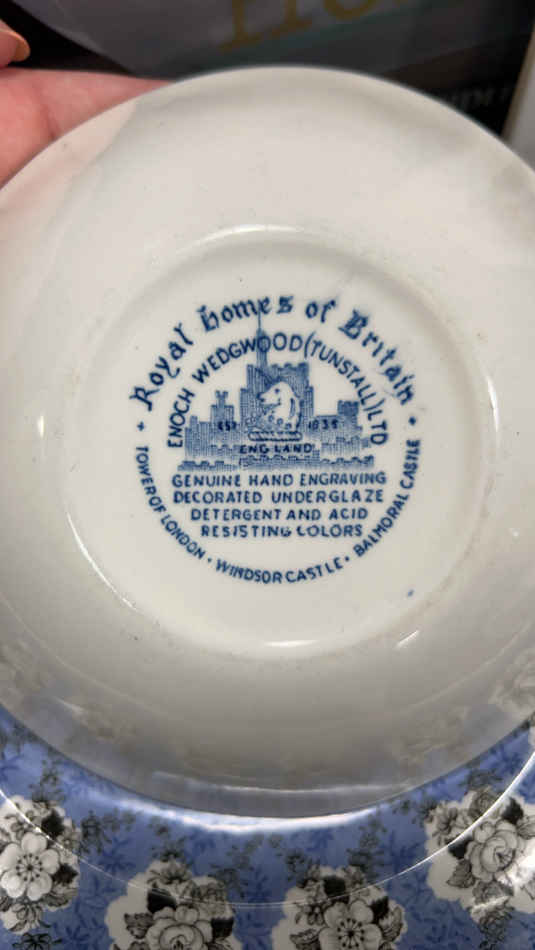 Royal Homes of Britain
ENOCH WEDGWOOD (TUNSTALL) LTD
EST 1835
ENGLAND
GENUINE HAND ENGRAVING
DECORATED UNDERGLAZE
DETERGENT AND ACID
RESISTING COLORS
TOWER OF LONDON · WINDSOR CASTLE · BALMORAL CASTLE